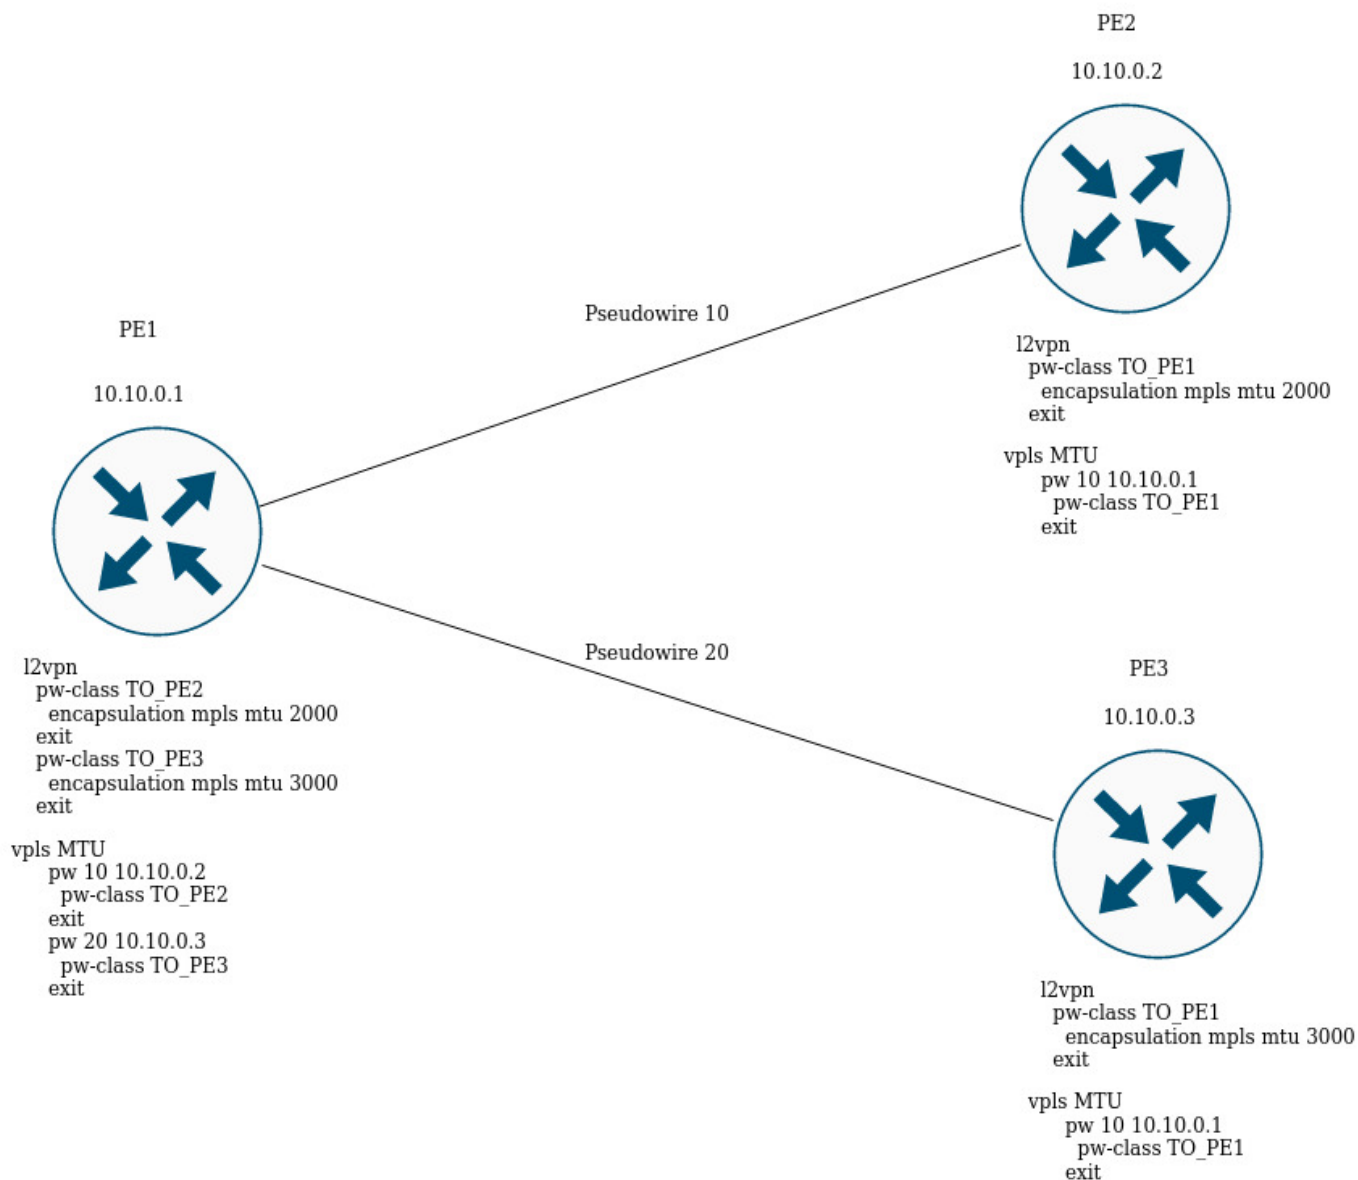 PE2
10.10.0.2
l2vpn
pw-class TO_PE1
encapsulation mpls mtu 2000
exit
vpls MTU
pw 10 10.10.0.1
pw-class TO_PE1
exit
Pseudowire 10
PE1
10.10.0.1
l2vpn
pw-class TO_PE2
encapsulation mpls mtu 2000
exit
pw-class TO_PE3
encapsulation mpls mtu 3000
exit
vpls MTU
pw 10 10.10.0.2
pw-class TO_PE2
exit
pw 20 10.10.0.3
pw-class TO_PE3
exit
Pseudowire 20
PE3
10.10.0.3
l2vpn
pw-class TO_PE1
encapsulation mpls mtu 3000
exit
vpls MTU
pw 10 10.10.0.1
pw-class TO_PE1
exit